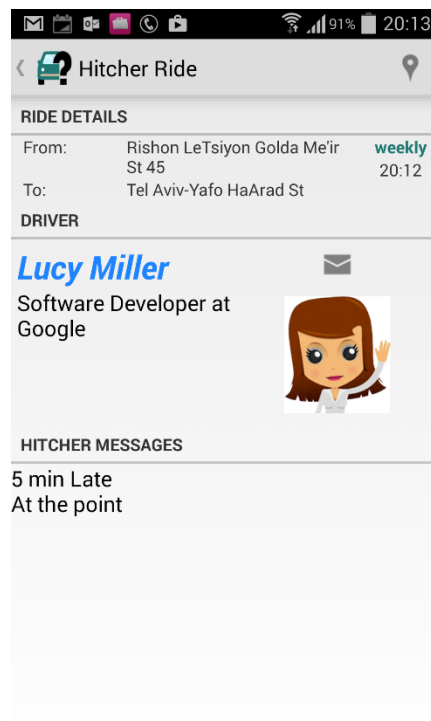 91% 20:13
Hitcher Ride
RIDE DETAILS
From: Rishon LeTsiyon Golda Me'ir weekly
St 45 20:12
To: Tel Aviv-Yafo HaArad St
DRIVER
Lucy Miller
Software Developer at
Google
HITCHER MESSAGES
5 min Late
At the point